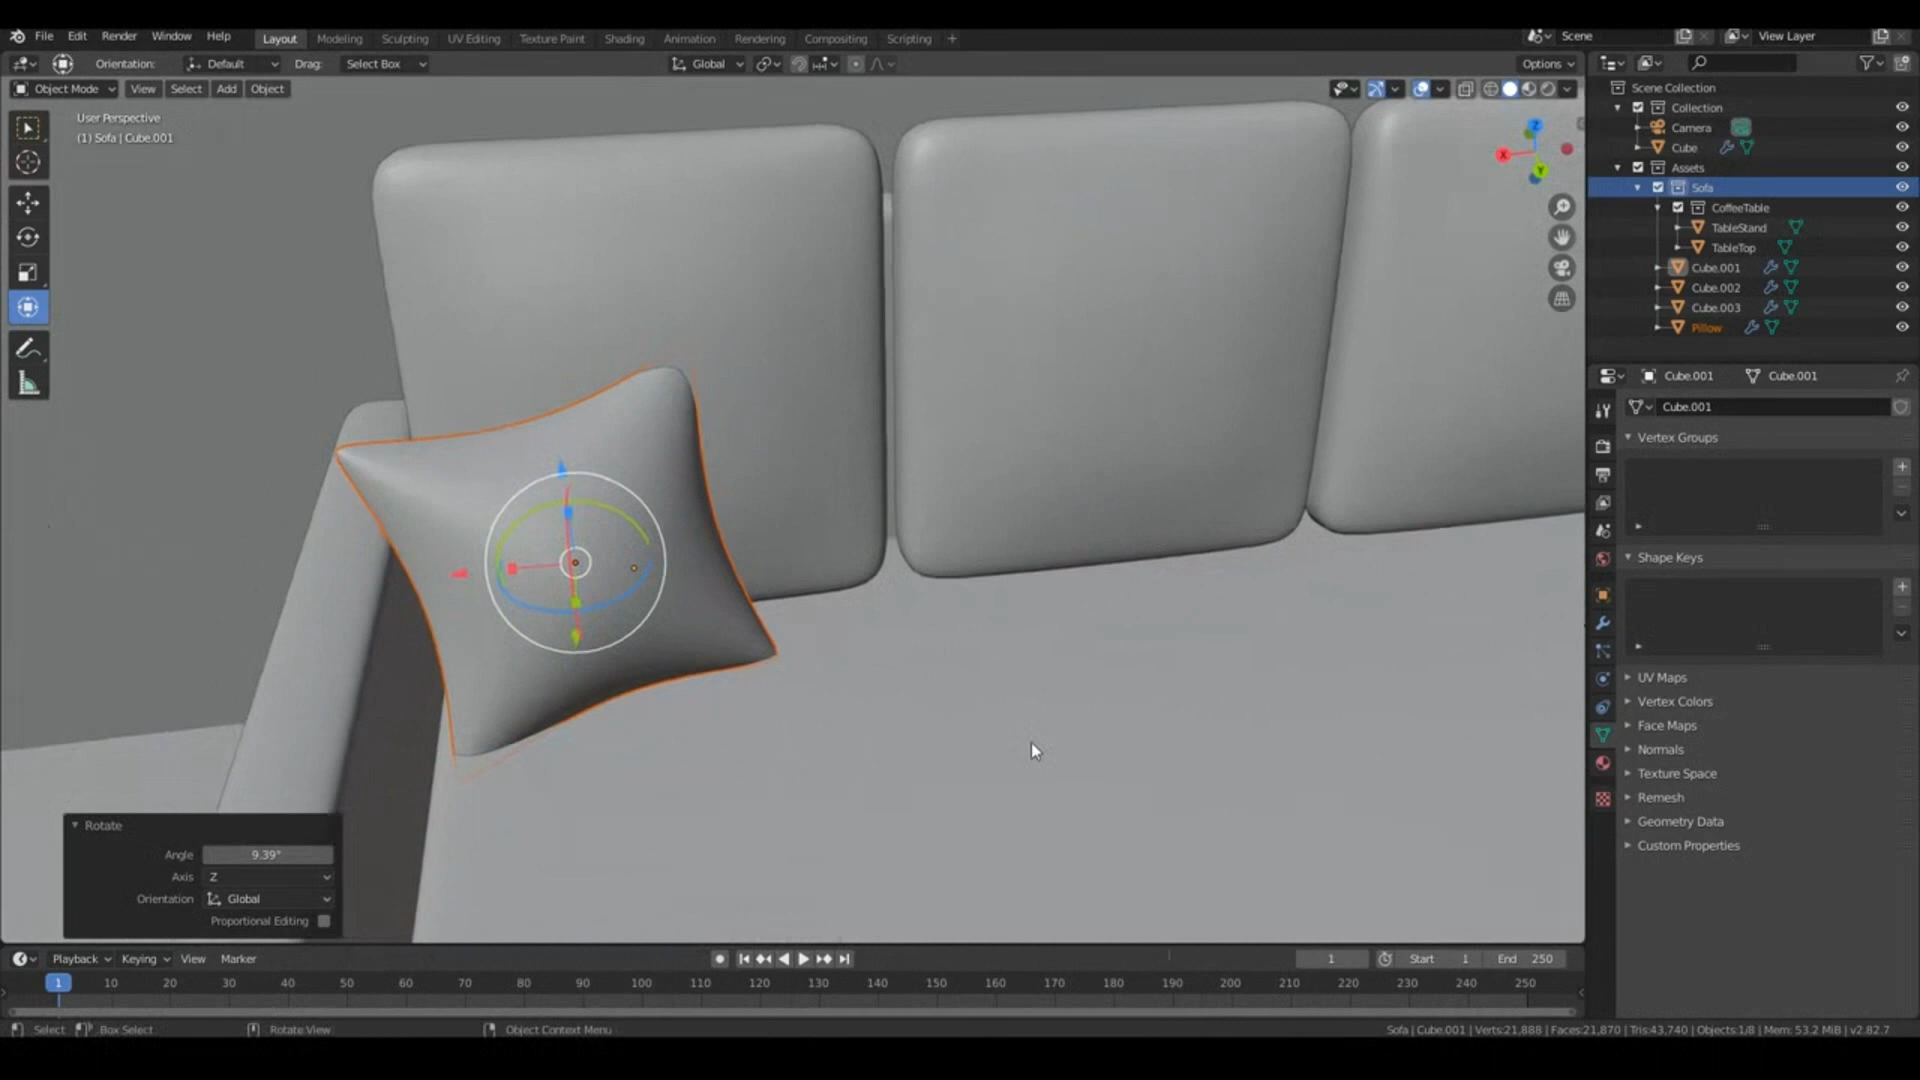 File Edit Render Window Help Layout Modeling Sculpting UV Editing Texture Paint Shading Animation Rendering Compositing Scripting + Scene View Layer
Orientation: Default Drag: Select Box Global Options
Object Mode View Select Add Object
User Perspective
(1) Sofa | Cube.001
Z
X
Y
Scene Collection
Collection
Camera
Cube
Assets
Sofa
CoffeeTable
TableStand
TableTop
Cube.001
Cube.002
Cube.003
Pillow
Cube.001 Cube.001
Cube.001
Vertex Groups
Shape Keys
UV Maps
Vertex Colors
Face Maps
Normals
Texture Space
Remesh
Geometry Data
Custom Properties
Rotate
Angle 9.39°
Axis Z
Orientation Global
Proportional Editing
Playback Keying View Marker 1 Start 1 End 250
1 10 20 30 40 50 60 70 80 90 100 110 120 130 140 150 160 170 180 190 200 210 220 230 240 250
Select Box Select Rotate View Object Context Menu Sofa | Cube.001 | Verts:21,888 | Faces:21,870 | Tris:43,740 | Objects:1/8 | Mem: 53.2 MiB | v2.82.7